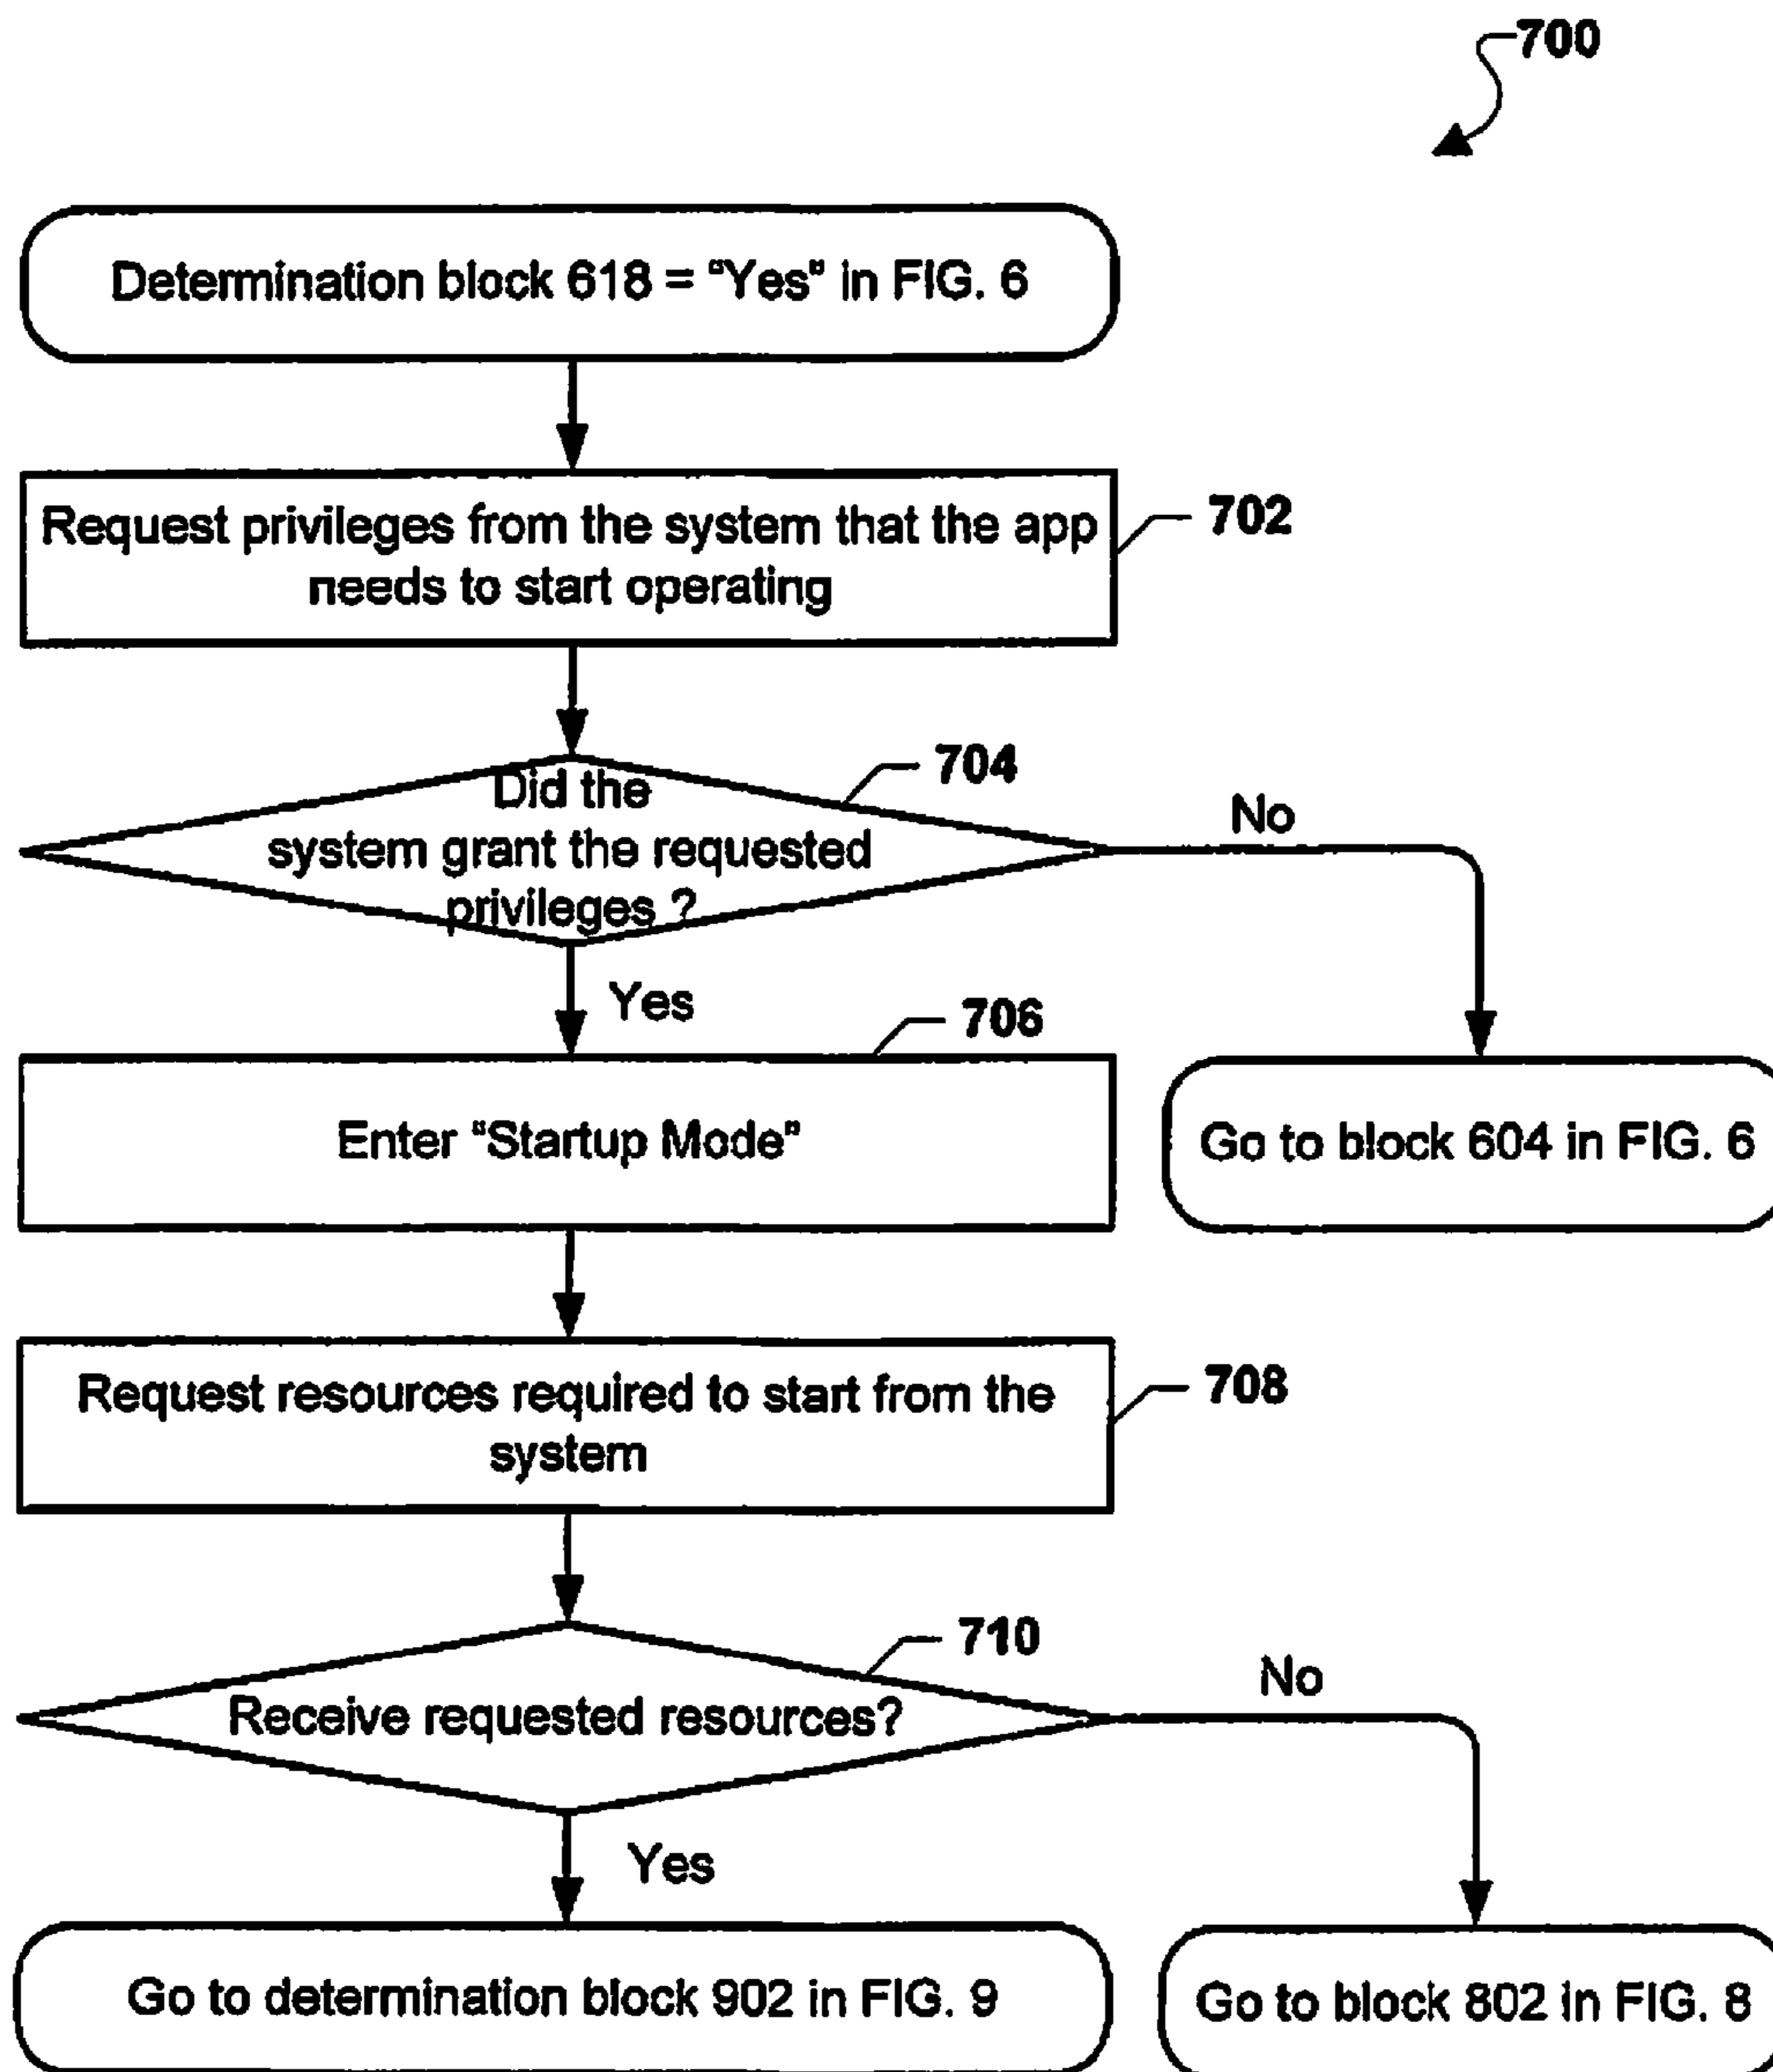 700
Determination block 618 = "Yes" in FIG. 6
Request privileges from the system that the app
needs to start operating
702
704
Did the
system grant the requested
privileges ?
No
Yes
706
Enter "Startup Mode"
Go to block 604 in FIG. 6
Request resources required to start from the
system
708
710
Receive requested resources?
No
Yes
Go to determination block 902 in FIG. 9
Go to block 802 in FIG. 8